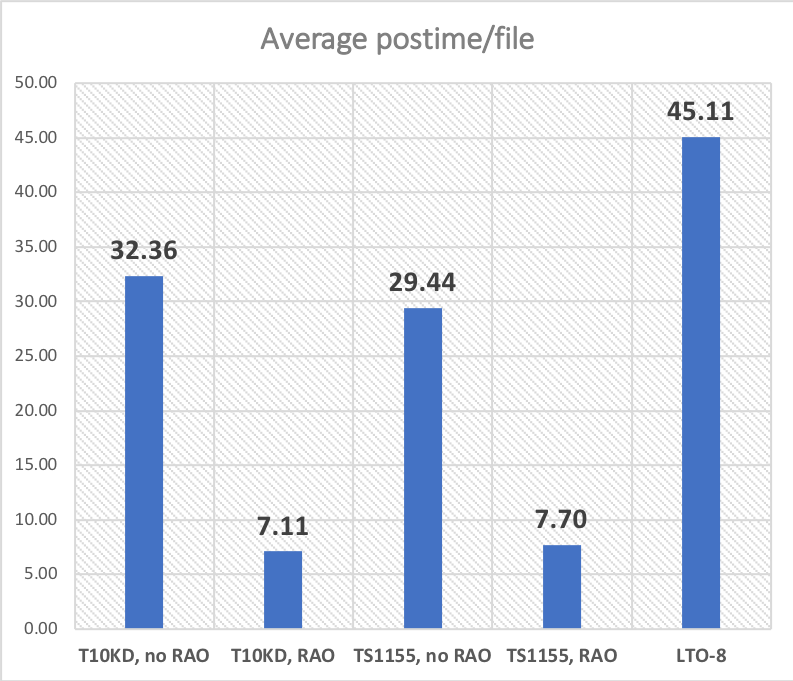 Average postime/file
50.00
45.00
40.00
35.00
30.00
25.00
20.00
15.00
10.00
5.00
0.00
32.36
7.11
29.44
7.70
45.11
T10KD, no RAO
T10KD, RAO
TS1155, no RAO
TS1155, RAO
LTO-8